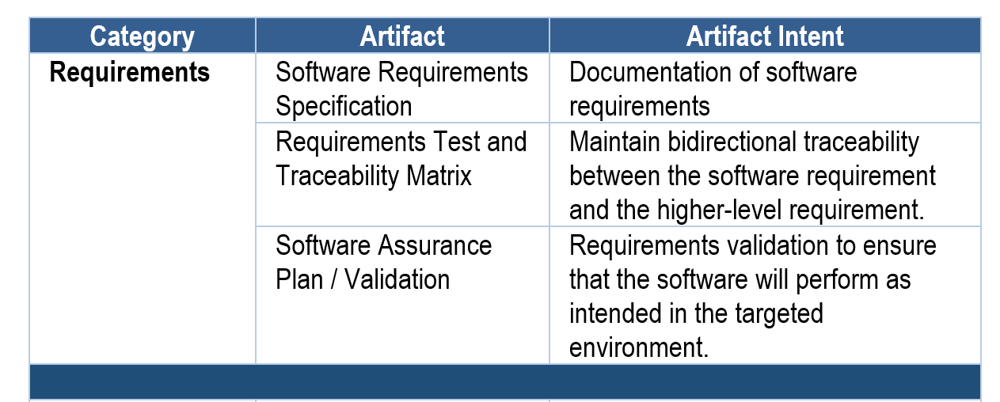 Category Artifact Artifact Intent
Requirements Software Requirements Specification Documentation of software requirements
Requirements Test and Traceability Matrix Maintain bidirectional traceability between the software requirement and the higher-level requirement.
Software Assurance Plan / Validation Requirements validation to ensure that the software will perform as intended in the targeted environment.